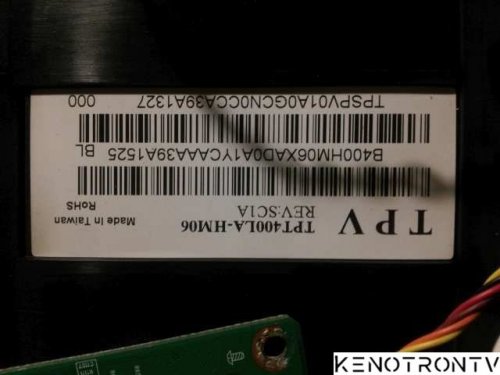 TPV
TPT400LA-HM06
REV:SC1A
Made In Taiwan
RoHS
B400HM06XAD0A1YCAAA39A1525 BL
TPSPV01A0GCN0CCA39A1327 000
KENOTRONTV